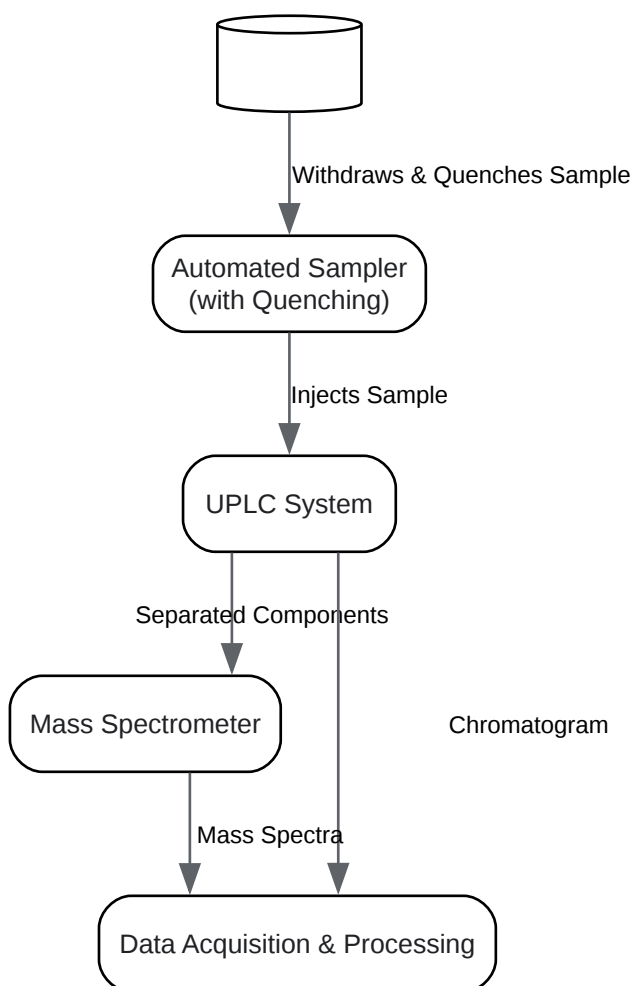 Withdraws & Quenches Sample
Automated Sampler
(with Quenching)
Injects Sample
UPLC System
Separated Components
Mass Spectrometer
Chromatogram
Mass Spectra
Data Acquisition & Processing